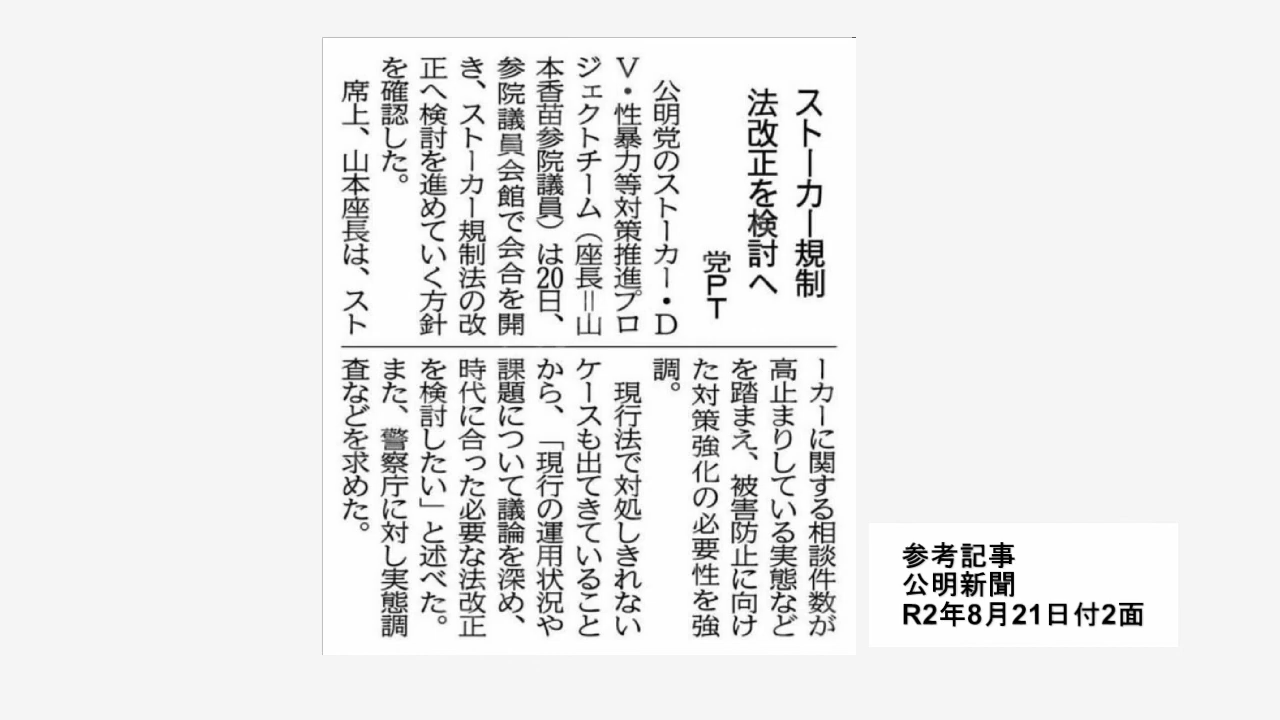 ストーカー規制
法改正を検討へ
党ＰＴ
公明党のストーカー・Ｄ
Ｖ・性暴力等対策推進プロ
ジェクトチーム（座長＝山
本香苗参院議員）は20日、
参院議員会館で会合を開
き、ストーカー規制法の改
正へ検討を進めていく方針
を確認した。
席上、山本座長は、スト
ーカーに関する相談件数が
高止まりしている実態など
を踏まえ、被害防止に向け
た対策強化の必要性を強
調。
現行法で対処しきれない
ケースも出てきていること
から、「現行の運用状況や
課題について議論を深め、
時代に合った必要な法改正
を検討したい」と述べた。
また、警察庁に対し実態調
査などを求めた。
参考記事
公明新聞
R2年8月21日付2面